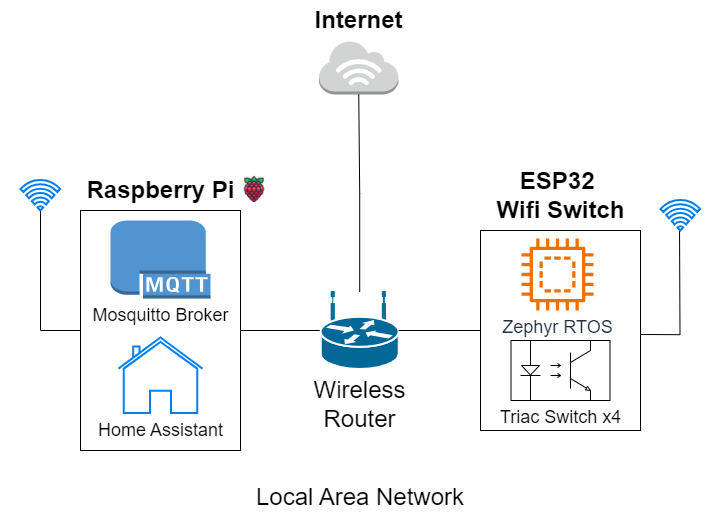 Internet
Raspberry Pi
ESP32
Wifi Switch
MQTT
Mosquitto Broker
Home Assistant
Wireless
Router
Zephyr RTOS
Triac Switch x4
Local Area Network